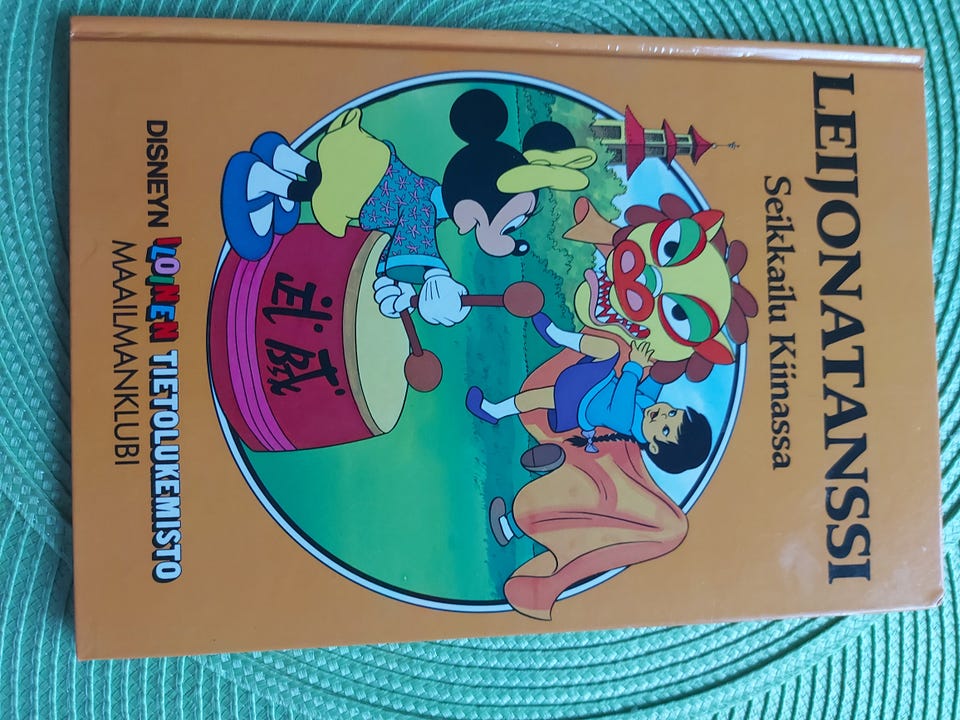 LEIJONATANSSI
Seikkailu Kiinassa
DISNEYN ILOINEN TIETOLUKEMISTO
MAAILMANKLUBI